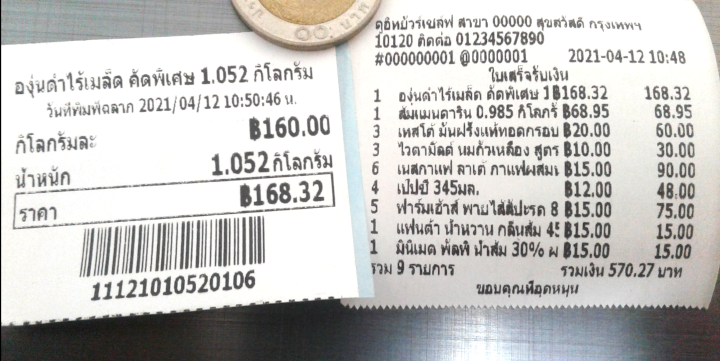 องุ่นดำไร้เมล็ด คัดพิเศษ 1.052 กิโลกรัม
วันที่พิมพ์ฉลาก 2021/04/12 10:50:46 น.
กิโลกรัมละ ฿160.00
น้ำหนัก 1.052 กิโลกรัม
ราคา ฿168.32
11121010520106
ดุธิทยัวร์เซลฟ์ สาขา 00000 สุขสวัสดิ์ กรุงเทพฯ
10120 ติดต่อ 01234567890
#000000001 @0000001 2021-04-12 10:48
ใบเสร็จรับเงิน
1 องุ่นดำไร้เมล็ด คัดพิเศษ 1 ฿168.32 168.32
1 ส้มแมนดาริน 0.985 กิโลกรั ฿68.95 68.95
3 เทสโต้ มันฝรั่งแท้ทอดกรอบ ฿20.00 60.00
3 ไวตามิลค์ นมถั่วเหลือง สูตร ฿10.00 30.00
6 เนสกาแฟ ลาเต้ กาแฟผสมเ ฿15.00 90.00
4 เป๊ปซี่ 345มล. ฿12.00 48.00
5 ฟาร์มเฮ้าส์ พายไส้สับปะรด 8 ฿15.00 75.00
1 แฟนต้า น้ำหวาน กลิ่นส้ม 45 ฿15.00 15.00
1 มินิเมด พัลพิ น้ำส้ม 30% ผ ฿15.00 15.00
รวม 9 รายการ รวมเงิน 570.27 บาท
ขอบคุณที่อุดหนุน